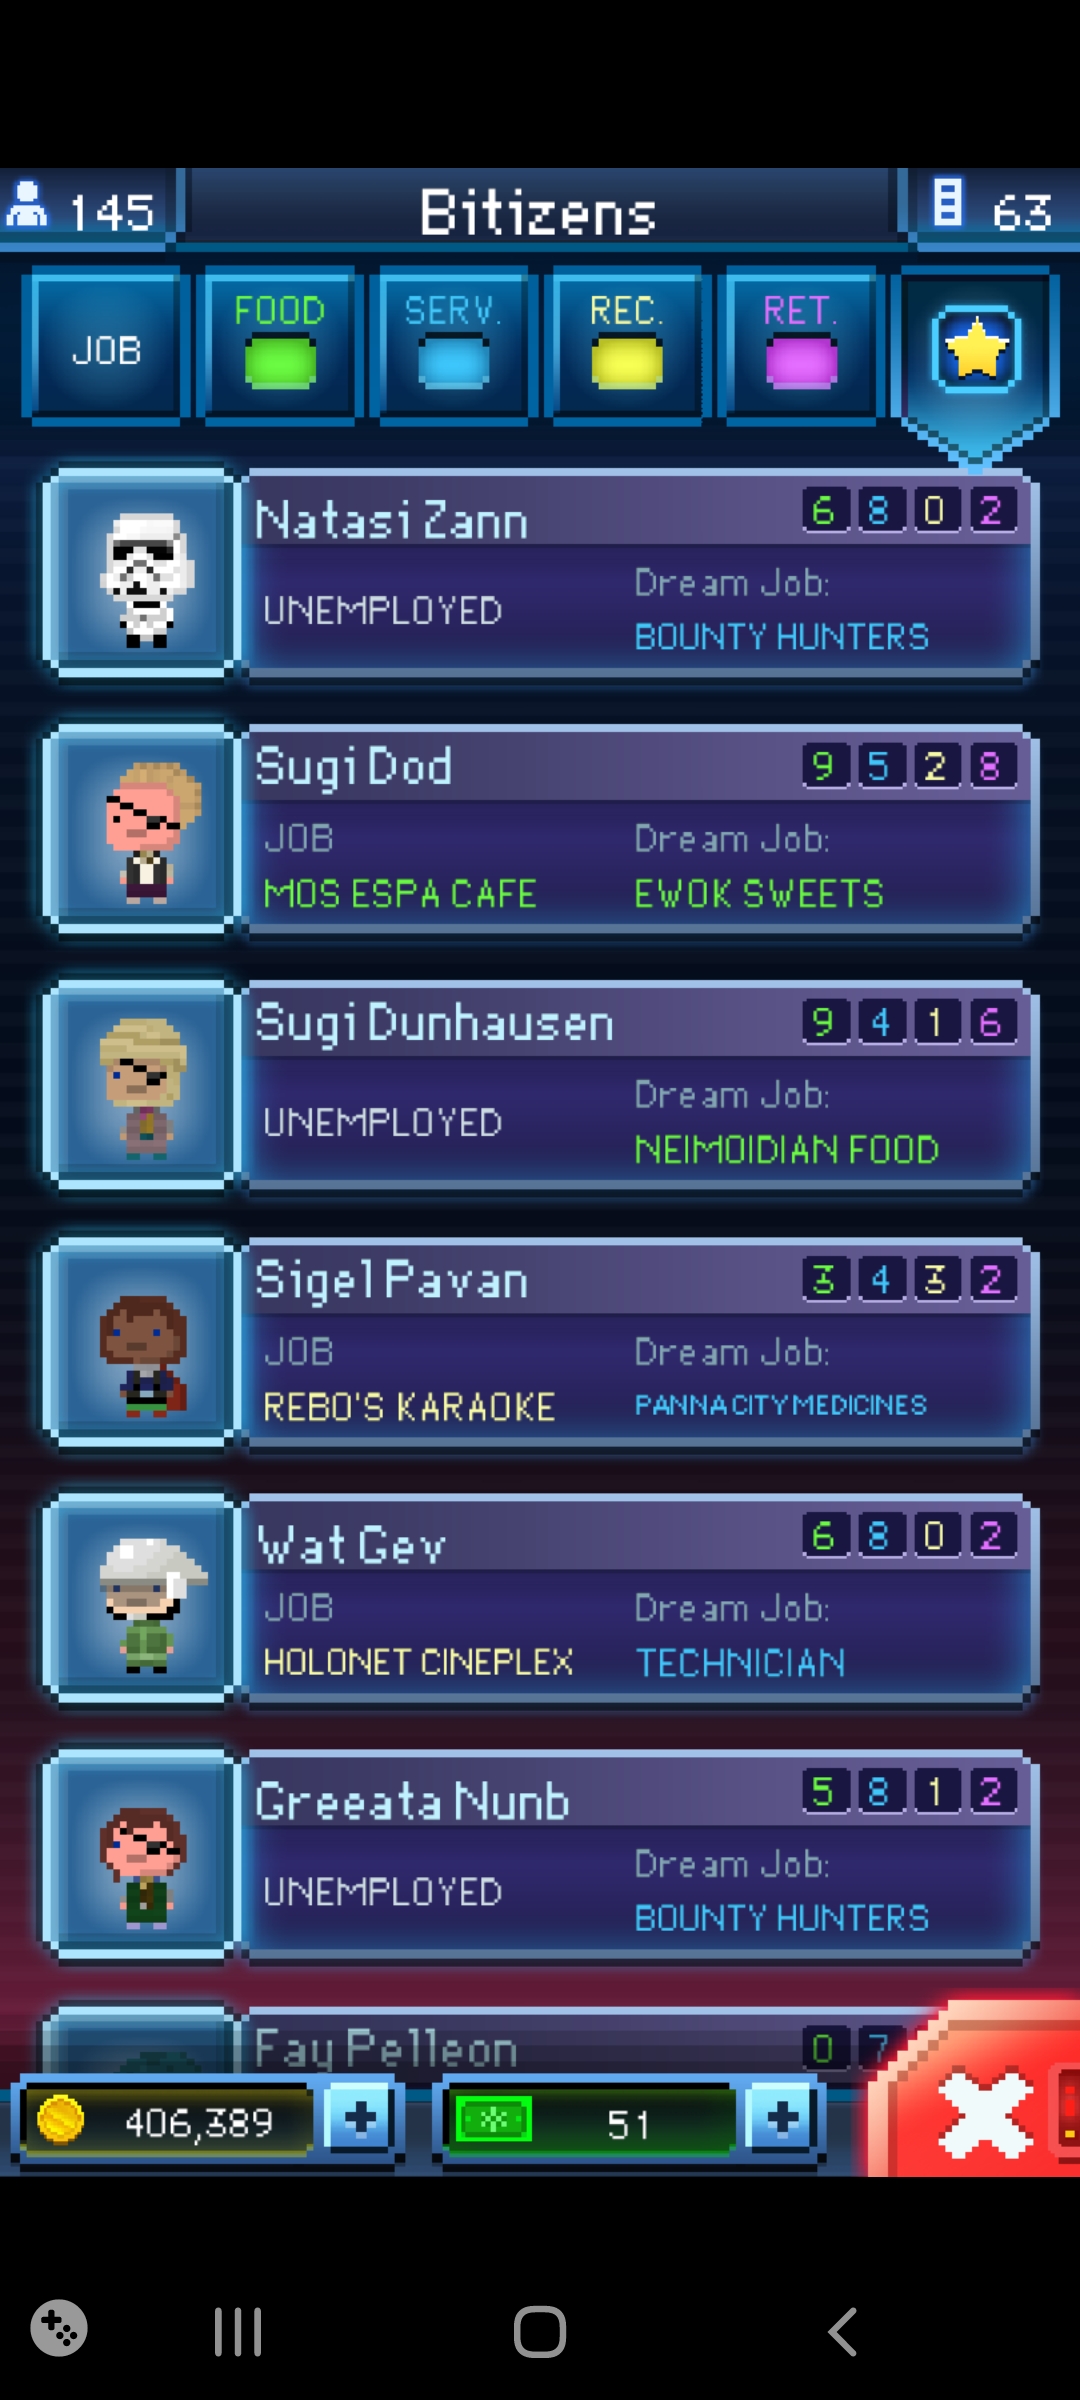 145 Bitizens 63
JOB FOOD SERV. REC. RET.
Natasi Zann 6 8 0 2
UNEMPLOYED
Dream Job:
BOUNTY HUNTERS
Sugi Dod 9 5 2 8
JOB
MOS ESPA CAFE
Dream Job:
EWOK SWEETS
Sugi Dunhausen 9 4 1 6
UNEMPLOYED
Dream Job:
NEIMOIDIAN FOOD
Sigel Pavan 3 4 3 2
JOB
REBO'S KARAOKE
Dream Job:
PANNA CITY MEDICINES
Wat Gev 6 8 0 2
JOB
HOLONET CINEPLEX
Dream Job:
TECHNICIAN
Greeata Nunb 5 8 1 2
UNEMPLOYED
Dream Job:
BOUNTY HUNTERS
Fay Pelleon 0 7
406,389 + 51 +